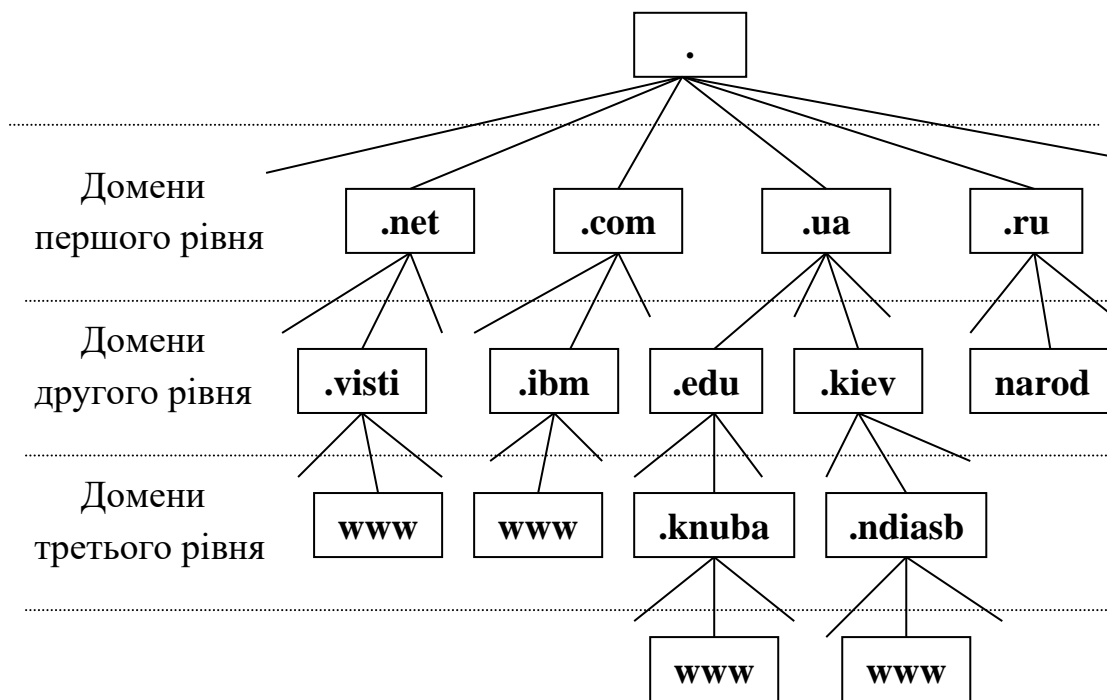 .
Домени
першого рівня
.net
.com
.ua
.ru
Домени
другого рівня
.visti
.ibm
.edu
.kiev
narod
Домени
третього рівня
www
www
.knuba
.ndiasb
www
www